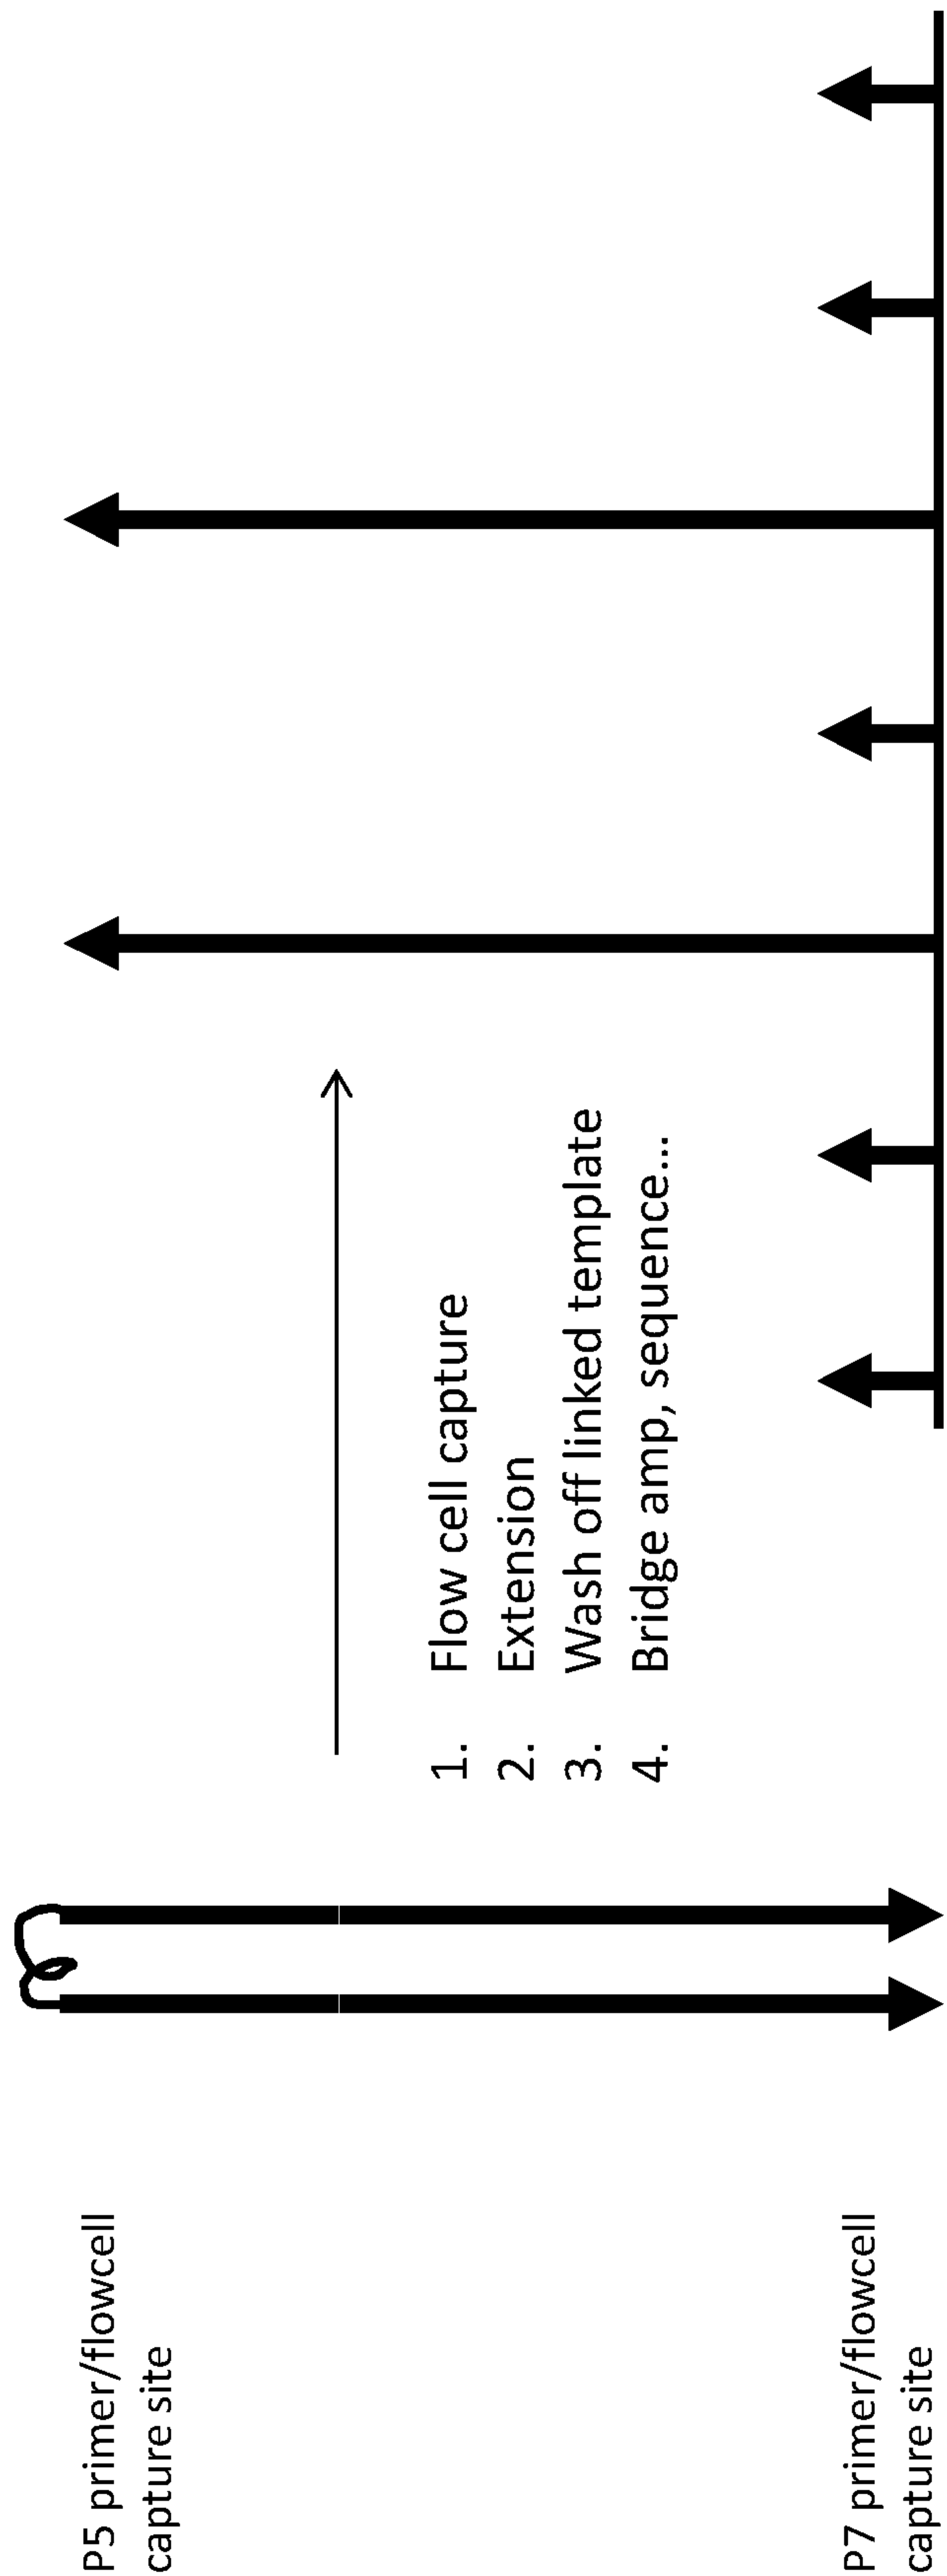 P5 primer/flowcell
capture site
P7 primer/flowcell
capture site
1. Flow cell capture
2. Extension
3. Wash off linked template
4. Bridge amp, sequence...